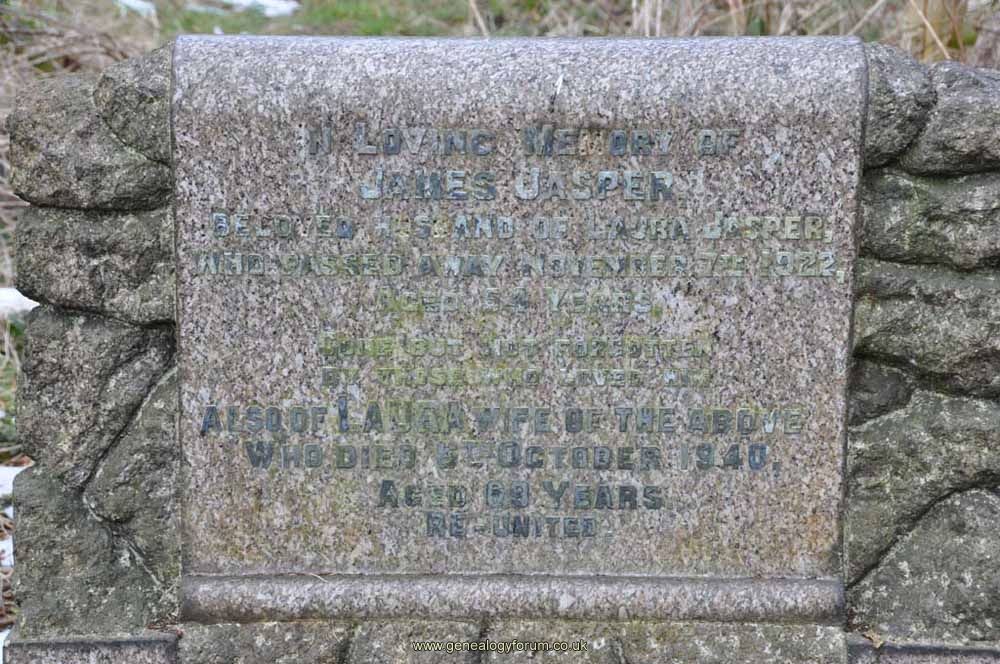 IN LOVING MEMORY OF
JAMES JASPER,
BELOVED HUSBAND OF LAURA JASPER,
WHO PASSED AWAY NOVEMBER 7TH 1922,
AGED 54 YEARS.
GONE BUT NOT FORGOTTEN
BY THOSE WHO LOVED HIM.
ALSO OF LAURA WIFE OF THE ABOVE
WHO DIED OCTOBER 1940,
AGED 69 YEARS.
RE-UNITED.
www.genealogyforum.co.uk